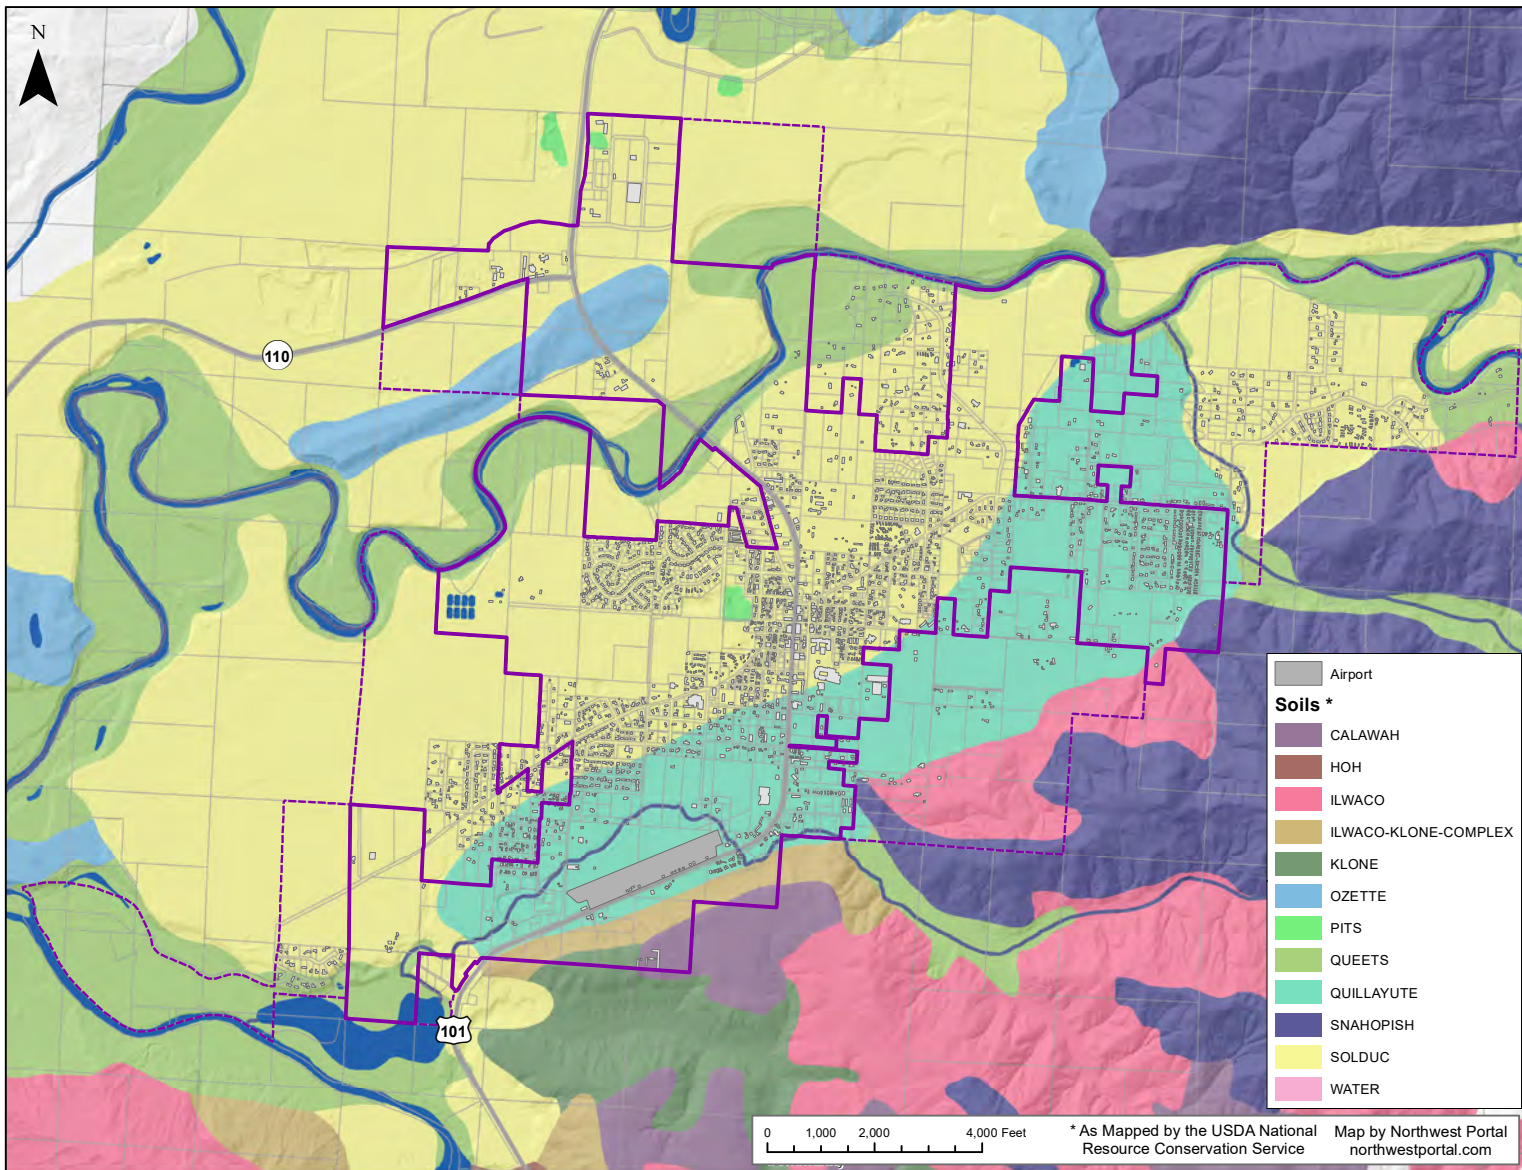 N
110
101
Airport
Soils *
CALAWAH
HOH
ILWACO
ILWACO-KLONE-COMPLEX
KLONE
OZETTE
PITS
QUEETS
QUILLAYUTE
SNAHOPISH
SOLDUC
WATER
0 1,000 2,000 4,000 Feet
* As Mapped by the USDA National
Resource Conservation Service
Map by Northwest Portal
northwestportal.com